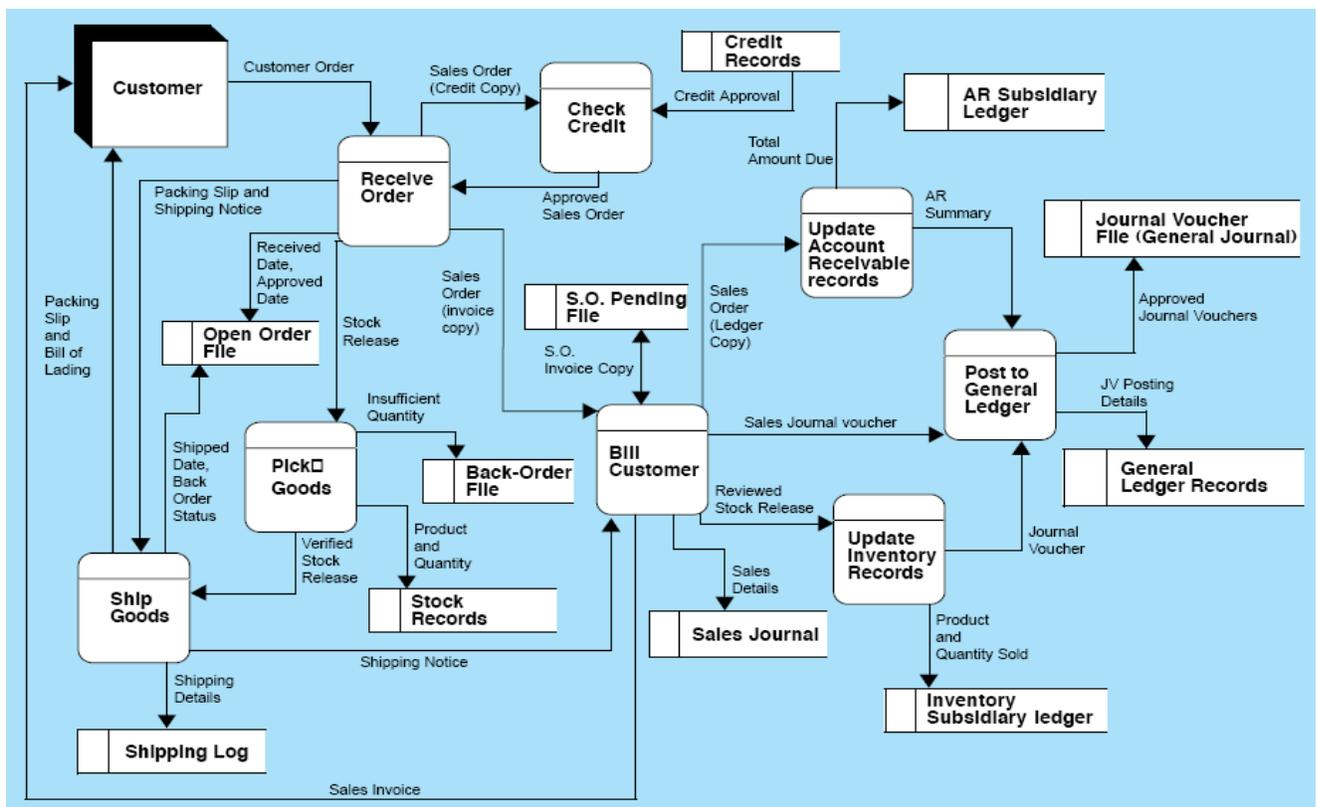 Customer
Customer Order
Sales Order
(Credit Copy)
Check
Credit
Credit
Records
Credit Approval
AR Subsidiary
Ledger
Total
Amount Due
Receive
Order
Approved
Sales Order
Packing Slip and
Shipping Notice
Update
Account
Receivable
records
AR
Summary
Journal Voucher
File (General Journal)
Received
Date,
Approved
Date
Sales
Order
(invoice
copy)
S.O. Pending
File
Sales
Order
(Ledger
Copy)
Approved
Journal Vouchers
Packing
Slip
and
Bill of
Lading
Open Order
File
Stock
Release
S.O.
Invoice Copy
Post to
General
Ledger
JV Posting
Details
Insufficient
Quantity
Sales Journal voucher
Shipped
Date,
Back
Order
Status
Pick□
Goods
Back-Order
File
Bill
Customer
General
Ledger Records
Reviewed
Stock Release
Verified
Stock
Release
Product
and
Quantity
Update
Inventory
Records
Journal
Voucher
Ship
Goods
Stock
Records
Sales
Details
Sales Journal
Product
and
Quantity Sold
Shipping Notice
Shipping
Details
Inventory
Subsidiary ledger
Shipping Log
Sales Invoice